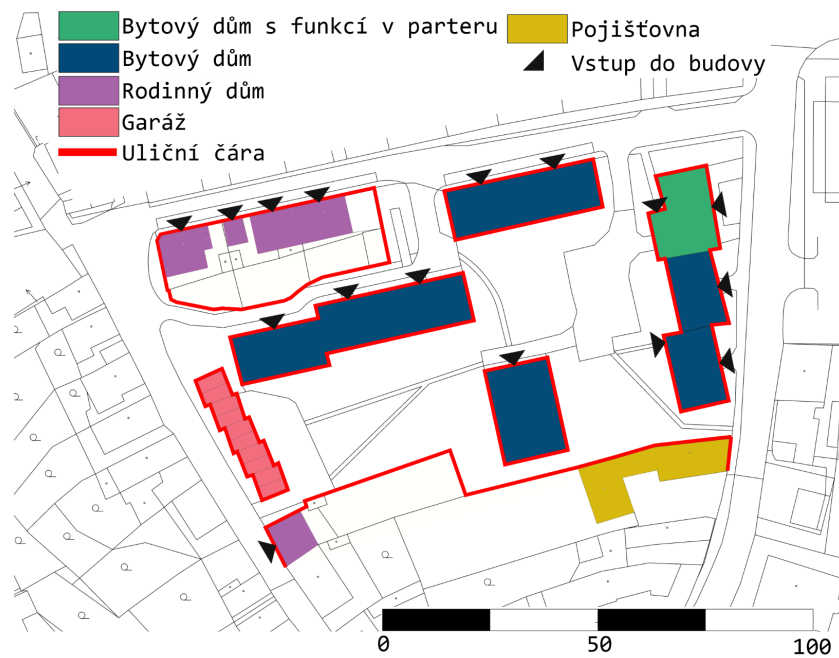 Bytový dům s funkcí v parteru
Bytový dům
Rodinný dům
Garáž
Uliční čára
Pojišťovna
Vstup do budovy
0 50 100